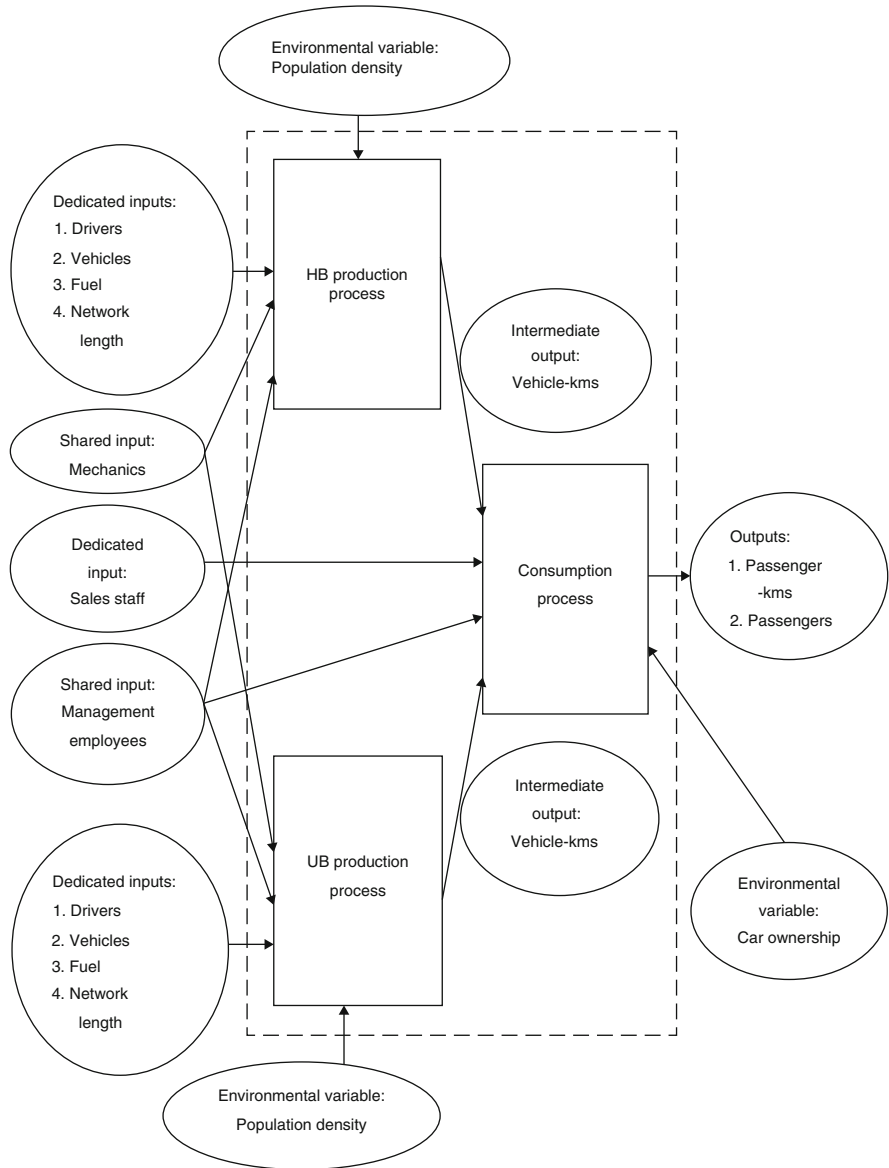 Environmental variable:
Population density
Dedicated inputs:
1. Drivers
2. Vehicles
3. Fuel
4. Network
length
HB production
process
Intermediate
output:
Vehicle-kms
Shared input:
Mechanics
Dedicated
input:
Sales staff
Consumption
process
Outputs:
1. Passenger
-kms
2. Passengers
Shared input:
Management
employees
Intermediate
output:
Vehicle-kms
UB production
process
Dedicated inputs:
1. Drivers
2. Vehicles
3. Fuel
4. Network
length
Environmental
variable:
Car ownership
Environmental variable:
Population density